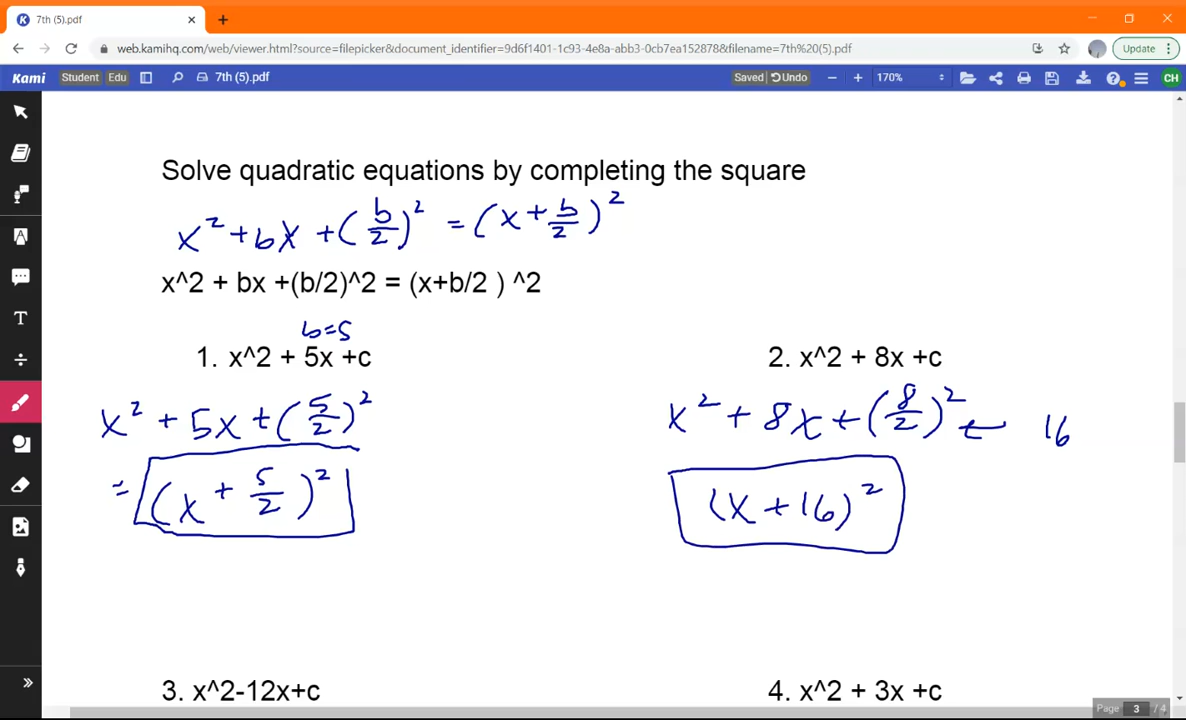 7th (5).pdf
web.kamihq.com/web/viewer.html?source=filepicker&document_identifier=9d6f1401-1c93-4e8a-abb3-0cb7ea152878&filename=7th%20(5).pdf
Update
Kami Student Edu 7th (5).pdf Saved Undo 170% CH
Solve quadratic equations by completing the square
x² + bx + (b/2)² = (x + b/2)²
x^2 + bx +(b/2)^2 = (x+b/2 ) ^2
b=5
1. x^2 + 5x +c
2. x^2 + 8x +c
x² + 5x + (5/2)²
x² + 8x + (8/2)² ← 16
= (x + 5/2)²
(x + 16)²
3. x^2-12x+c
4. x^2 + 3x +c
Page 3 / 4